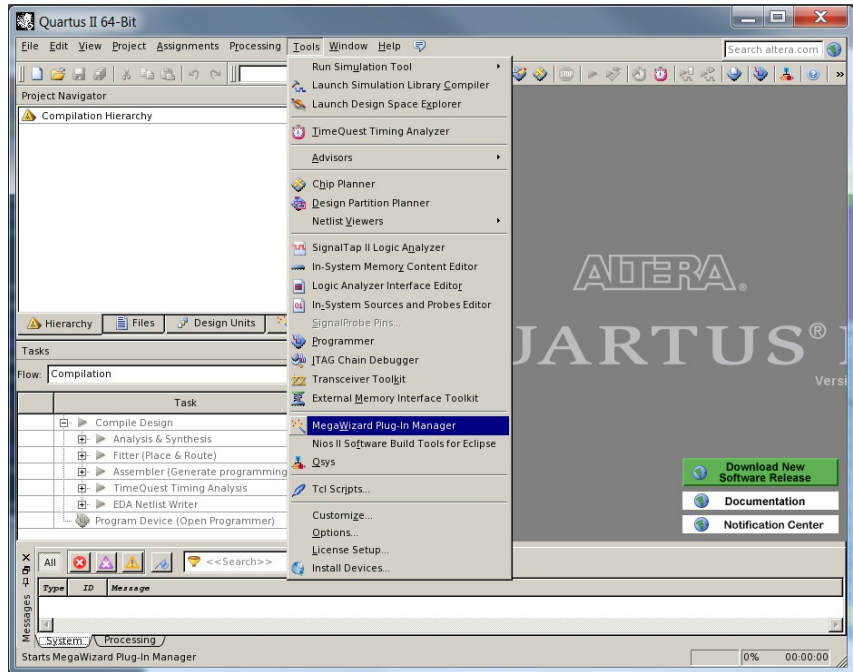 Quartus II 64-Bit
File Edit View Project Assignments Processing Tools Window Help
Search altera.com
Project Navigator
Compilation Hierarchy
Hierarchy Files Design Units
Tasks
Flow: Compilation
Task
Compile Design
Analysis & Synthesis
Fitter (Place & Route)
Assembler (Generate programming
TimeQuest Timing Analysis
EDA Netlist Writer
Program Device (Open Programmer)
Run Simulation Tool
Launch Simulation Library Compiler
Launch Design Space Explorer
TimeQuest Timing Analyzer
Advisors
Chip Planner
Design Partition Planner
Netlist Viewers
SignalTap II Logic Analyzer
In-System Memory Content Editor
Logic Analyzer Interface Editor
In-System Sources and Probes Editor
SignalProbe Pins...
Programmer
JTAG Chain Debugger
Transceiver Toolkit
External Memory Interface Toolkit
MegaWizard Plug-In Manager
Nios II Software Build Tools for Eclipse
Qsys
Tcl Scripts...
Customize...
Options...
License Setup...
Install Devices...
STOP
ALTERA®
UARTUS®
Versi
Download New
Software Release
Documentation
Notification Center
All <<Search>>
Type ID Message
Messages
System Processing
Starts MegaWizard Plug-In Manager
0% 00:00:00